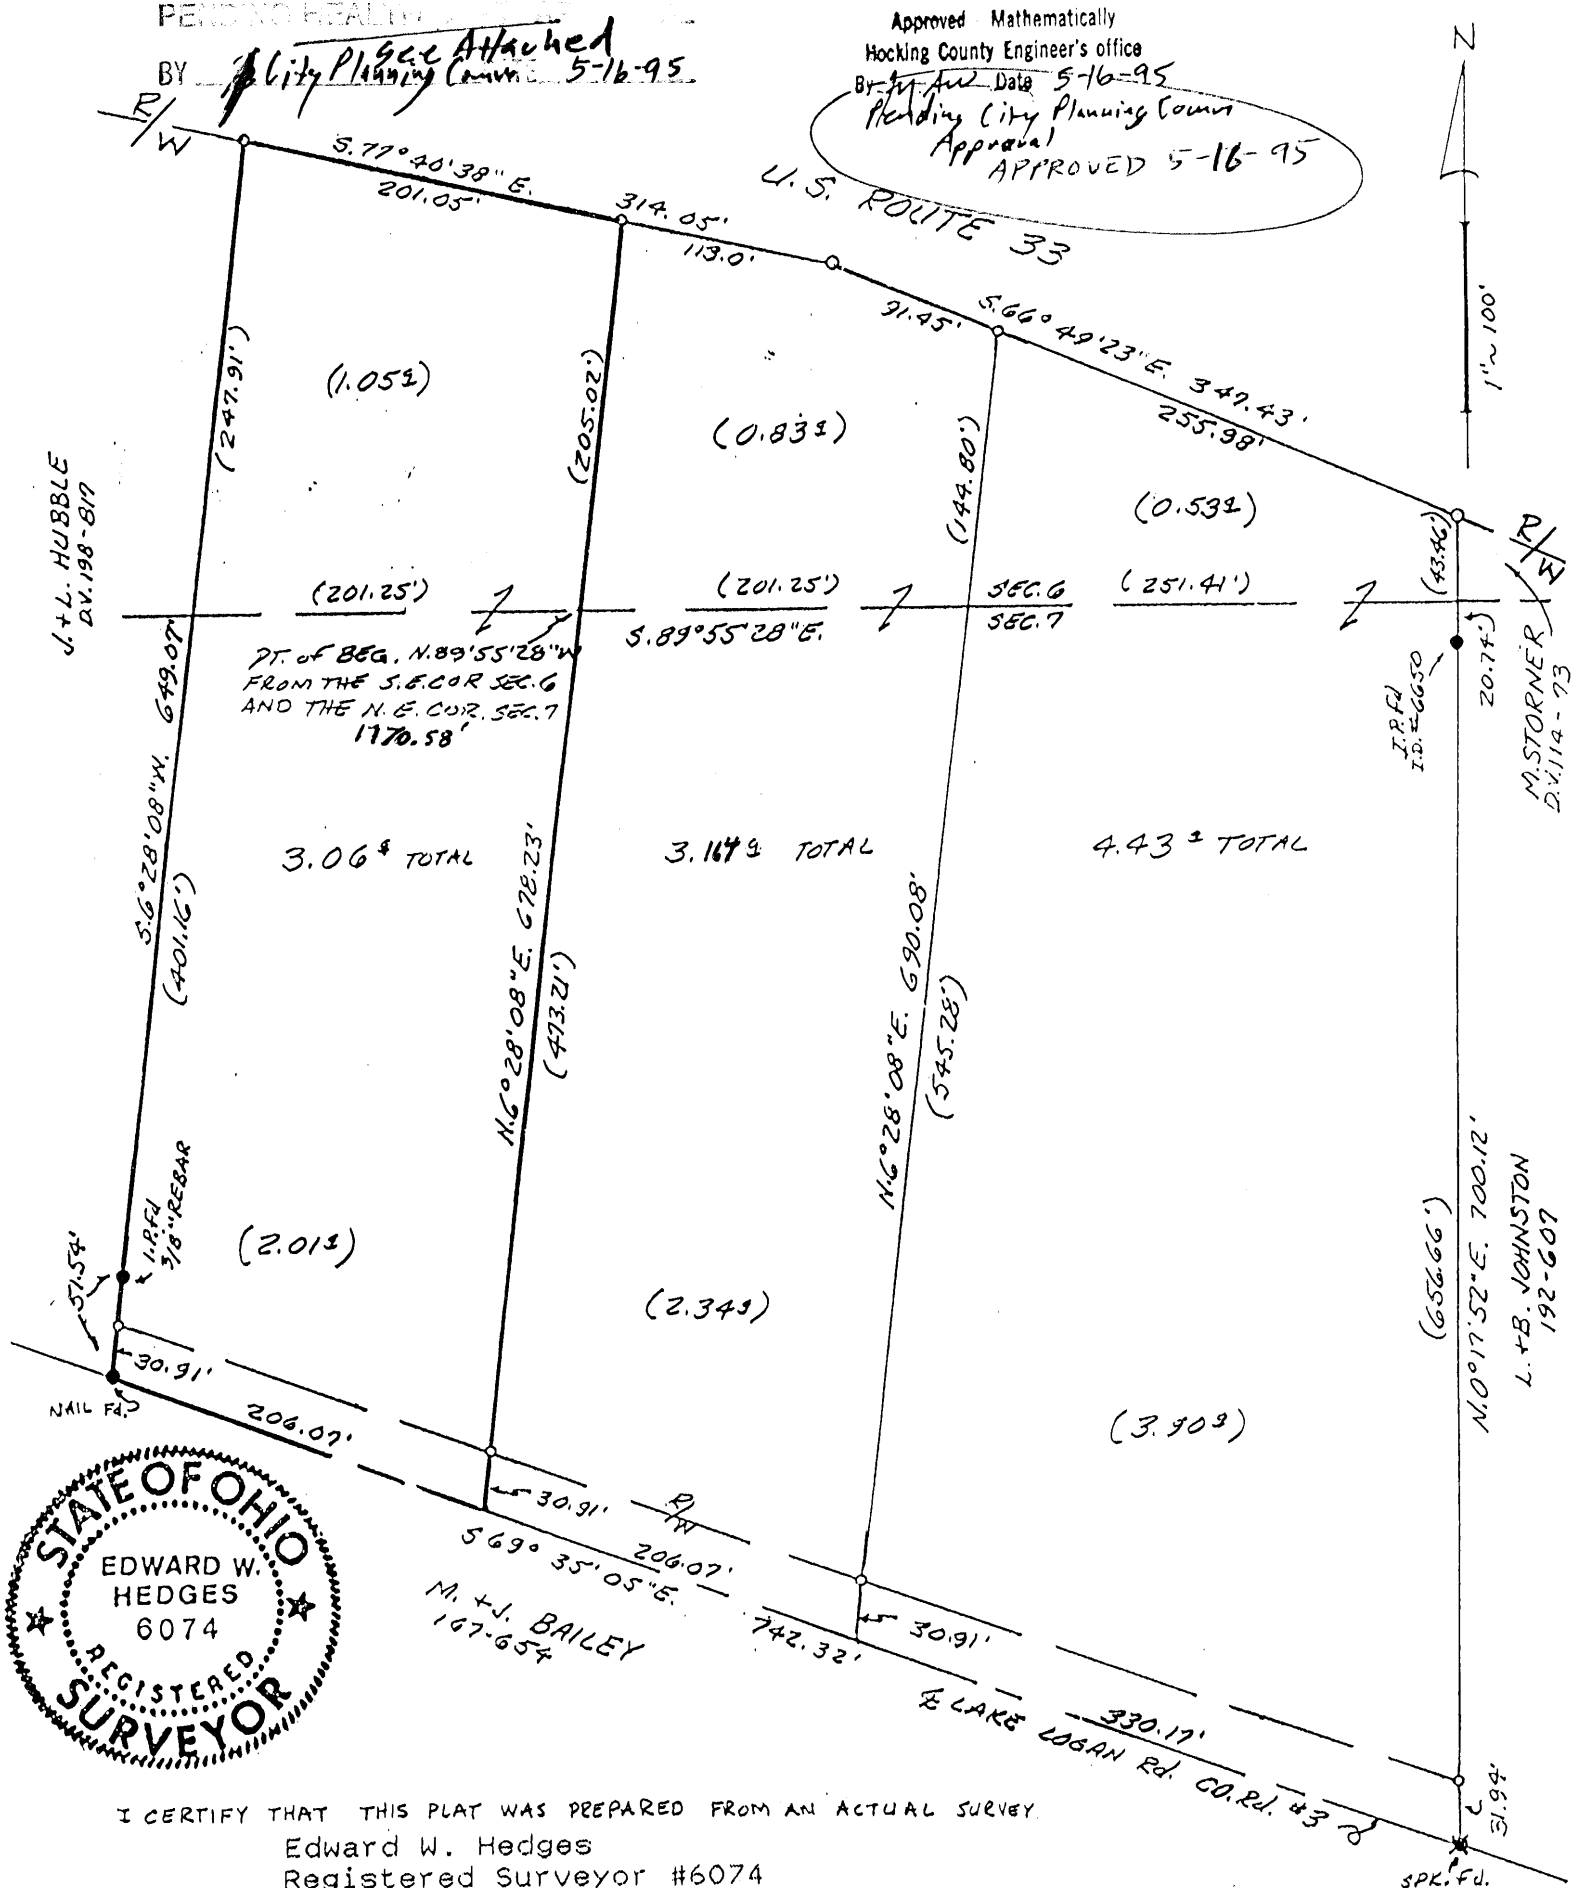 PENDING HEALTH
See Attached
BY City Planning Comm 5-16-95
Approved Mathematically
Hocking County Engineer's office
By Date 5-16-95
Pending City Planning Comm
Approval
APPROVED 5-16-95
R/W
N
S.77°40'38"E.
201.05'
314.05'
113.0'
U.S. ROUTE 33
91.45'
S.66°49'23"E. 347.43'
255.98'
1"~100'
(247.91')
(1.05±)
(205.02')
(0.83±)
(144.80')
(0.53±)
(43.46')
R/W
J.+L. HUBBLE
D.V.198-817
(201.25')
(201.25')
SEC.6
SEC.7
(251.41')
S.89°55'28"E.
PT. of BEG. N.89°55'28"W
FROM THE S.E.COR SEC.6
AND THE N.E. COR. SEC.7
1770.58'
20.74'
I.P.Fd
I.D.#6650
M.STORNER
D.V.114-73
S.6°28'08"W. 649.07'
(401.16')
3.06± TOTAL
N.6°28'08"E. 678.23'
(473.21')
3.164± TOTAL
N.6°28'08"E. 690.08'
(545.28')
4.43± TOTAL
N.0°17'52"E. 700.12'
(656.66')
L.+B. JOHNSTON
192-607
51.54'
I.P.Fd
3/8"REBAR
(2.01±)
(2.34±)
(3.90±)
30.91'
NAIL Fd.
206.07'
30.91'
R/W
206.07'
S69°35'05"E.
M.+J. BAILEY
167-654
742.32'
30.91'
330.17'
LAKE LOGAN Rd. CO.Rd. #3
31.94'
SPK. Fd.
STATE OF OHIO
EDWARD W.
HEDGES
6074
REGISTERED
SURVEYOR
I CERTIFY THAT THIS PLAT WAS PREPARED FROM AN ACTUAL SURVEY
Edward W. Hedges
Registered Surveyor #6074